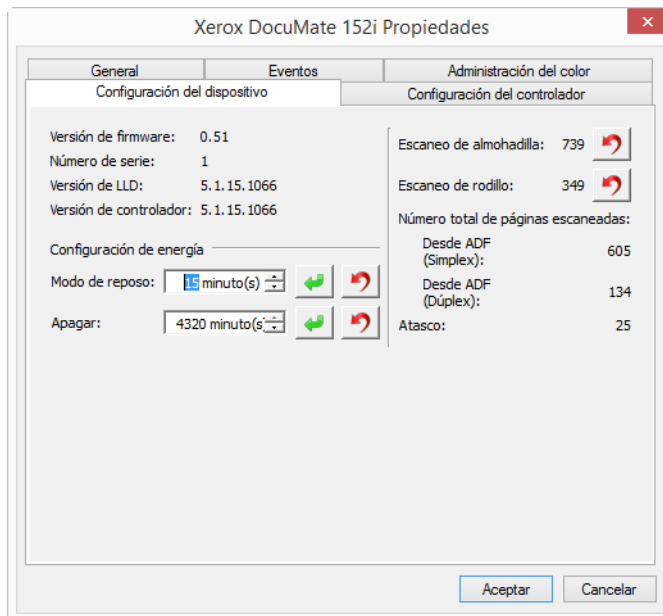 Xerox DocuMate 152i Propiedades
General
Eventos
Administración del color
Configuración del dispositivo
Configuración del controlador
Versión de firmware: 0.51
Número de serie: 1
Versión de LLD: 5.1.15.1066
Versión de controlador: 5.1.15.1066
Configuración de energía
Modo de reposo: 15 minuto(s)
Apagar: 4320 minuto(s)
Escaneo de almohadilla: 739
Escaneo de rodillo: 349
Número total de páginas escaneadas:
Desde ADF
(Simplex): 605
Desde ADF
(Dúplex): 134
Atasco: 25
Aceptar
Cancelar